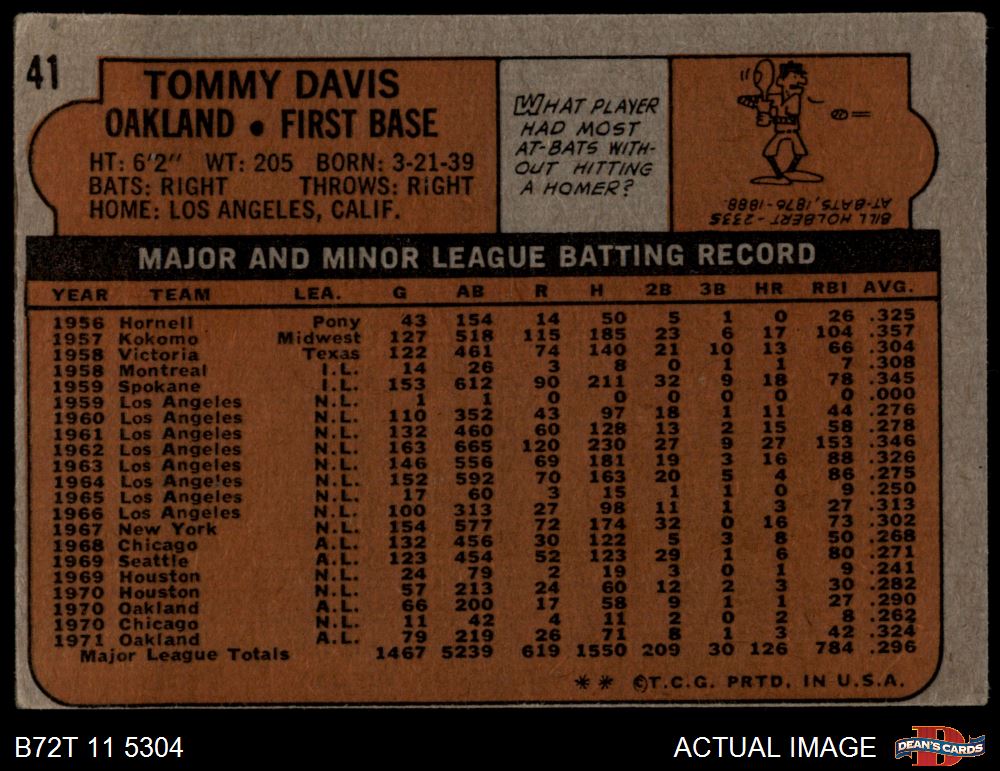 41
TOMMY DAVIS
OAKLAND • FIRST BASE
HT: 6'2" WT: 205 BORN: 3-21-39
BATS: RIGHT THROWS: RIGHT
HOME: LOS ANGELES, CALIF.
WHAT PLAYER
HAD MOST
AT-BATS WITH-
OUT HITTING
A HOMER?
BILL HOLBERT - 2335
AT-BATS, 1876-1888.
MAJOR AND MINOR LEAGUE BATTING RECORD
YEAR TEAM LEA. G AB R H 2B 3B HR RBI AVG.
1956 Hornell Pony 43 154 14 50 5 1 0 26 .325
1957 Kokomo Midwest 127 518 115 185 23 6 17 104 .357
1958 Victoria Texas 122 461 74 140 21 10 13 66 .304
1958 Montreal I.L. 14 26 3 8 0 1 1 7 .308
1959 Spokane I.L. 153 612 90 211 32 9 18 78 .345
1959 Los Angeles N.L. 1 1 0 0 0 0 0 0 .000
1960 Los Angeles N.L. 110 352 43 97 18 1 11 44 .276
1961 Los Angeles N.L. 132 460 60 128 13 2 15 58 .278
1962 Los Angeles N.L. 163 665 120 230 27 9 27 153 .346
1963 Los Angeles N.L. 146 556 69 181 19 3 16 88 .326
1964 Los Angeles N.L. 152 592 70 163 20 5 4 86 .275
1965 Los Angeles N.L. 17 60 3 15 1 1 0 9 .250
1966 Los Angeles N.L. 100 313 27 98 11 1 3 27 .313
1967 New York N.L. 154 577 72 174 32 0 16 73 .302
1968 Chicago A.L. 132 456 30 122 5 3 8 50 .268
1969 Seattle A.L. 123 454 52 123 29 1 6 80 .271
1969 Houston N.L. 24 79 2 19 3 0 1 9 .241
1970 Houston N.L. 57 213 24 60 12 2 3 30 .282
1970 Oakland A.L. 66 200 17 58 9 1 1 27 .290
1970 Chicago N.L. 11 42 4 11 2 0 2 8 .262
1971 Oakland A.L. 79 219 26 71 8 1 3 42 .324
Major League Totals 1467 5239 619 1550 209 30 126 784 .296
** ©T.C.G. PRTD. IN U.S.A.
B72T 11 5304
ACTUAL IMAGE
DEAN'S CARDS